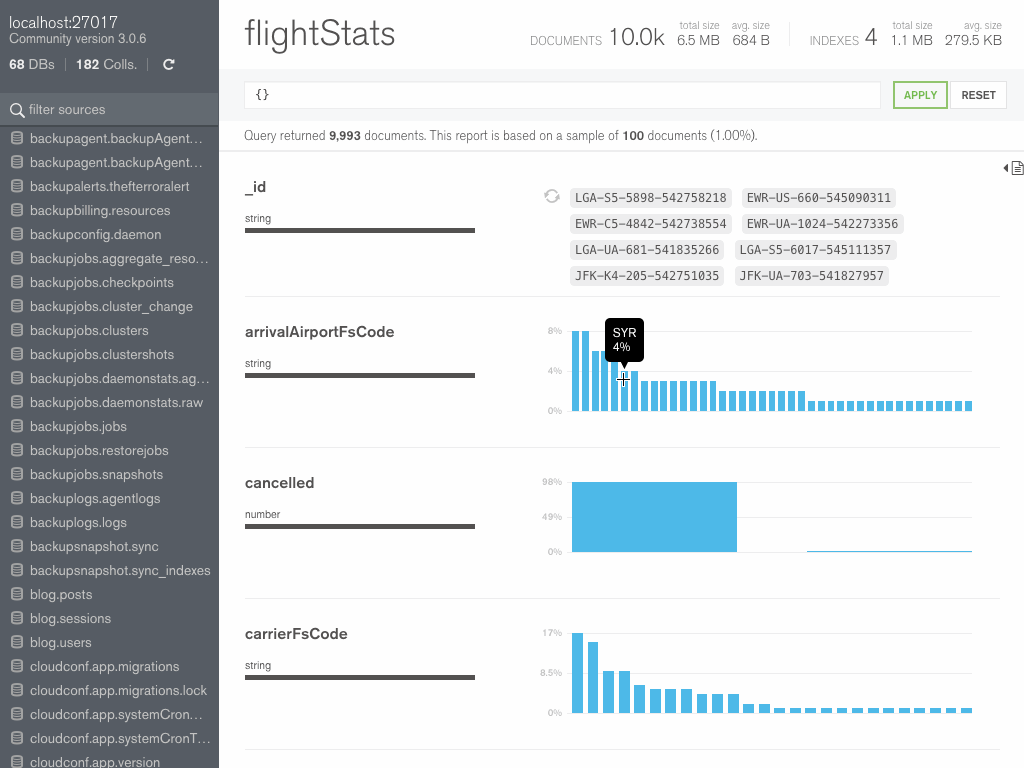 localhost:27017
Community version 3.0.6
68 DBs | 182 Colls. |
filter sources
backupagent.backupAgent...
backupagent.backupAgent...
backupalerts.thefterroralert
backupbilling.resources
backupconfig.daemon
backupjobs.aggregate_reso...
backupjobs.checkpoints
backupjobs.cluster_change
backupjobs.clusters
backupjobs.clustershots
backupjobs.daemonstats.ag...
backupjobs.daemonstats.raw
backupjobs.jobs
backupjobs.restorejobs
backupjobs.snapshots
backuplogs.agentlogs
backuplogs.logs
backupsnapshot.sync
backupsnapshot.sync_indexes
blog.posts
blog.sessions
blog.users
cloudconf.app.migrations
cloudconf.app.migrations.lock
cloudconf.app.systemCron...
cloudconf.app.systemCronT...
cloudconf.app.version
flightStats
DOCUMENTS 10.0k total size 6.5 MB avg. size 684 B
INDEXES 4 total size 1.1 MB avg. size 279.5 KB
{}
APPLY RESET
Query returned 9,993 documents. This report is based on a sample of 100 documents (1.00%).
_id
string
LGA-S5-5898-542758218 EWR-US-660-545090311
EWR-C5-4842-542738554 EWR-UA-1024-542273356
LGA-UA-681-541835266 LGA-S5-6017-545111357
JFK-K4-205-542751035 JFK-UA-703-541827957
arrivalAirportFsCode
string
8%
4%
0%
SYR
4%
cancelled
number
98%
49%
0%
carrierFsCode
string
17%
8.5%
0%